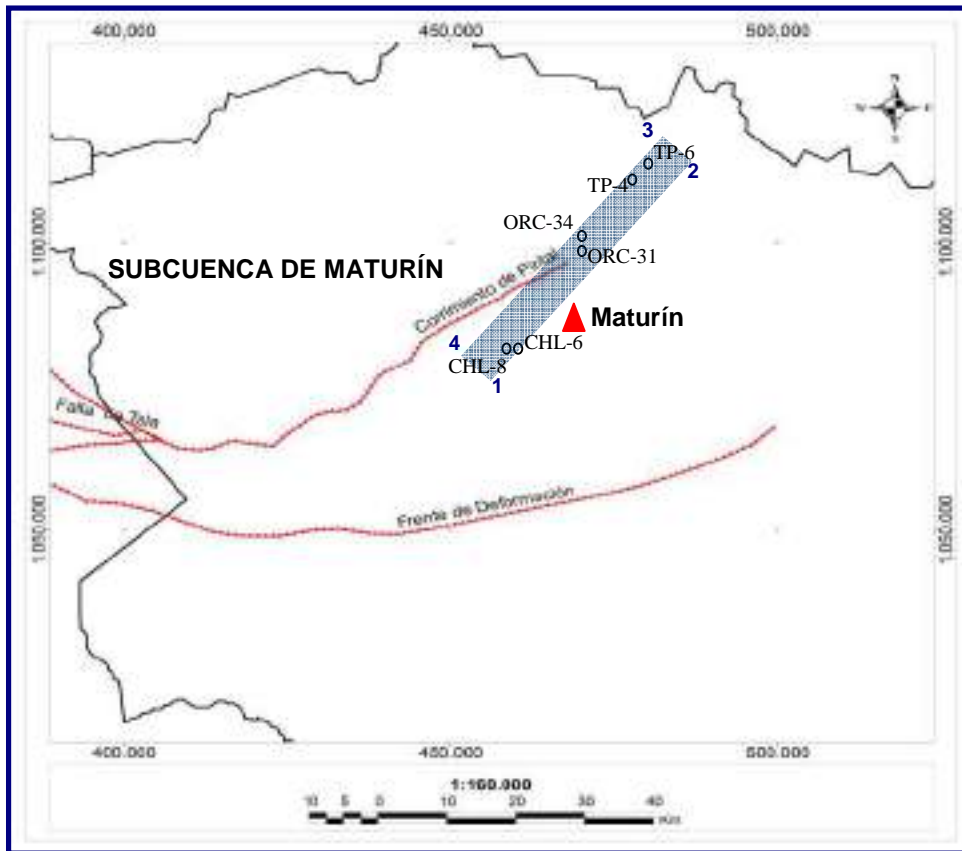 400.000 450.000 500.000
N
W E
S
3
TP-6
2
TP-4
ORC-34
1.100.000 1.100.000
ORC-31
SUBCUENCA DE MATURÍN
Corrimiento de Pirital
Maturín
4
CHL-6
CHL-8
1
Falla
Frente de Deformación
1.050.000 1.050.000
400.000 450.000 500.000
1:160.000
10 5 0 10 20 30 40
Km